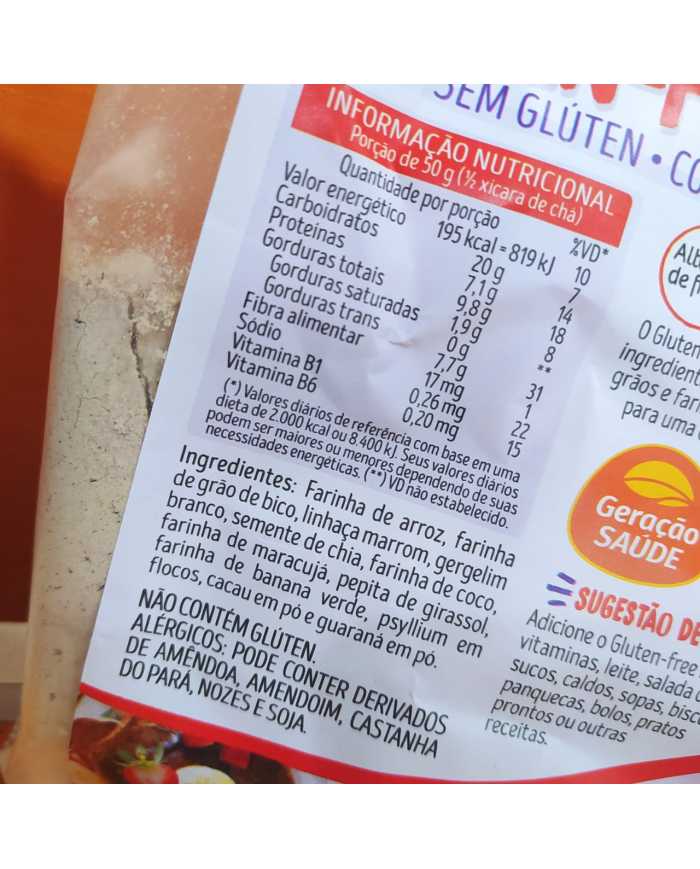 SEM GLÚTEN • CO
INFORMAÇÃO NUTRICIONAL
Porção de 50 g (½ xicara de chá)
Quantidade por porção %VD*
Valor energético 195 kcal = 819 kJ 10
Carboidratos 20 g 7
Proteinas 7,1 g 14
Gorduras totais 9,8 g 18
Gorduras saturadas 1,9 g 8
Gorduras trans 0 g **
Fibra alimentar 7,7 g 31
Sódio 17 mg 1
Vitamina B1 0,26 mg 22
Vitamina B6 0,20 mg 15
(*) Valores diários de referência com base em uma
dieta de 2.000 kcal ou 8.400 kJ. Seus valores diários
podem ser maiores ou menores dependendo de suas
necessidades energéticas. (**) VD não estabelecido.
Ingredientes: Farinha de arroz, farinha
de grão de bico, linhaça marrom, gergelim
branco, semente de chia, farinha de coco,
farinha de maracujá, pepita de girassol,
farinha de banana verde, psyllium em
flocos, cacau em pó e guaraná em pó.
NÃO CONTÉM GLÚTEN.
ALÉRGICOS: PODE CONTER DERIVADOS
DE AMÊNDOA, AMENDOIM, CASTANHA
DO PARÁ, NOZES E SOJA.
Alt
de f
O Gluten
ingredient
grãos e far
para uma
Geração
SAÚDE
SUGESTÃO DE
Adicione o Gluten-free
vitaminas, leite, salada
sucos, caldos, sopas, bisc
panquecas, bolos, pratos
prontos ou outras
receitas.